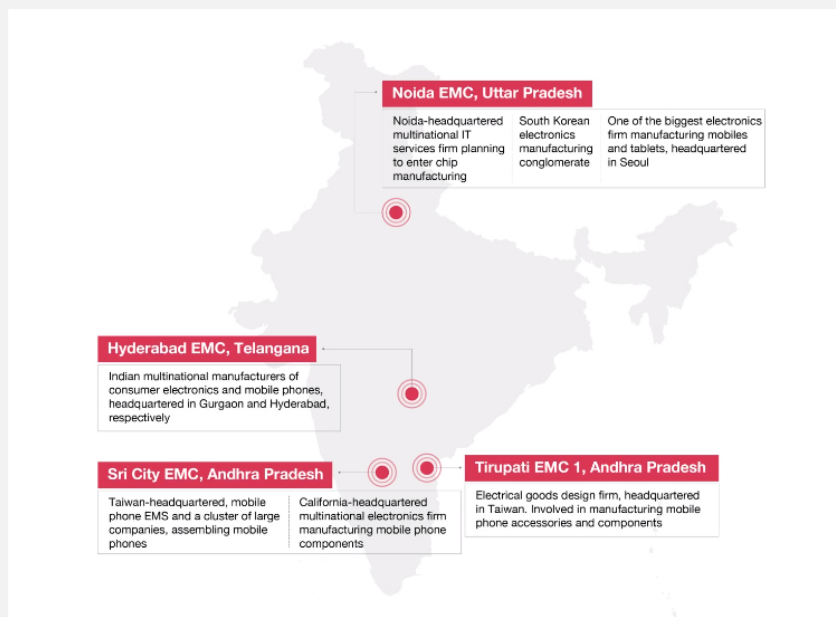 Noida EMC, Uttar Pradesh
Noida-headquartered
multinational IT
services firm planning
to enter chip
manufacturing
South Korean
electronics
manufacturing
conglomerate
One of the biggest electronics
firm manufacturing mobiles
and tablets, headquartered
in Seoul
Hyderabad EMC, Telangana
Indian multinational manufacturers of
consumer electronics and mobile phones,
headquartered in Gurgaon and Hyderabad,
respectively
Sri City EMC, Andhra Pradesh
Taiwan-headquartered, mobile
phone EMS and a cluster of large
companies, assembling mobile
phones
California-headquartered
multinational electronics firm
manufacturing mobile phone
components
Tirupati EMC 1, Andhra Pradesh
Electrical goods design firm, headquartered
in Taiwan. Involved in manufacturing mobile
phone accessories and components